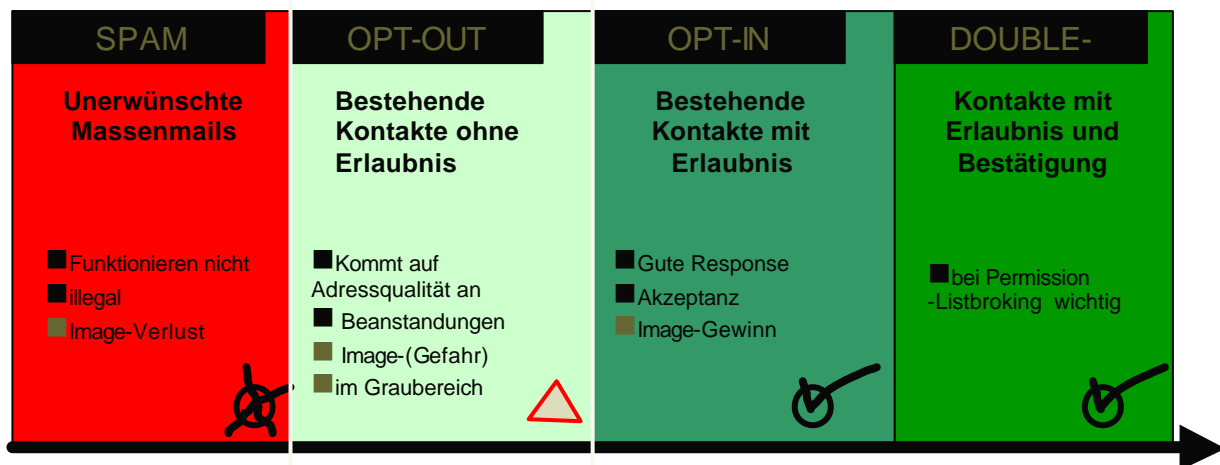 SPAM
Unerwünschte
Massenmails
Funktionieren nicht
illegal
Image-Verlust
OPT-OUT
Bestehende
Kontakte ohne
Erlaubnis
Kommt auf
Adressqualität an
Beanstandungen
Image-(Gefahr)
im Graubereich
OPT-IN
Bestehende
Kontakte mit
Erlaubnis
Gute Response
Akzeptanz
Image-Gewinn
DOUBLE-
Kontakte mit
Erlaubnis und
Bestätigung
bei Permission
-Listbroking wichtig